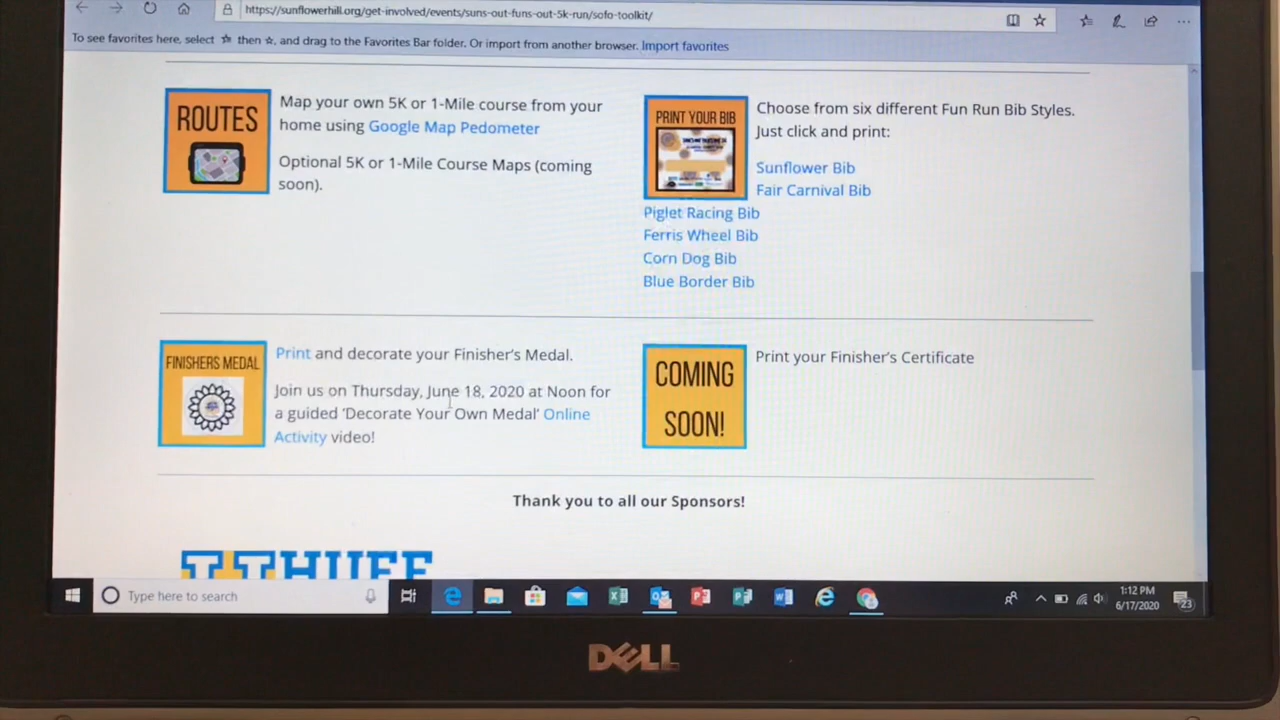 https://sunflowerhill.org/get-involved/events/suns-out-funs-out-5k-run/sofo-toolkit/
To see favorites here, select then , and drag to the Favorites Bar folder. Or import from another browser. Import favorites
ROUTES
Map your own 5K or 1-Mile course from your
home using Google Map Pedometer
Optional 5K or 1-Mile Course Maps (coming
soon).
PRINT YOUR BIB
Choose from six different Fun Run Bib Styles.
Just click and print:
Sunflower Bib
Fair Carnival Bib
Piglet Racing Bib
Ferris Wheel Bib
Corn Dog Bib
Blue Border Bib
FINISHERS MEDAL
Print and decorate your Finisher's Medal.
Join us on Thursday, June 18, 2020 at Noon for
a guided 'Decorate Your Own Medal' Online
Activity video!
COMING
SOON!
Print your Finisher's Certificate
Thank you to all our Sponsors!
Type here to search
1:12 PM
6/17/2020
23
DELL